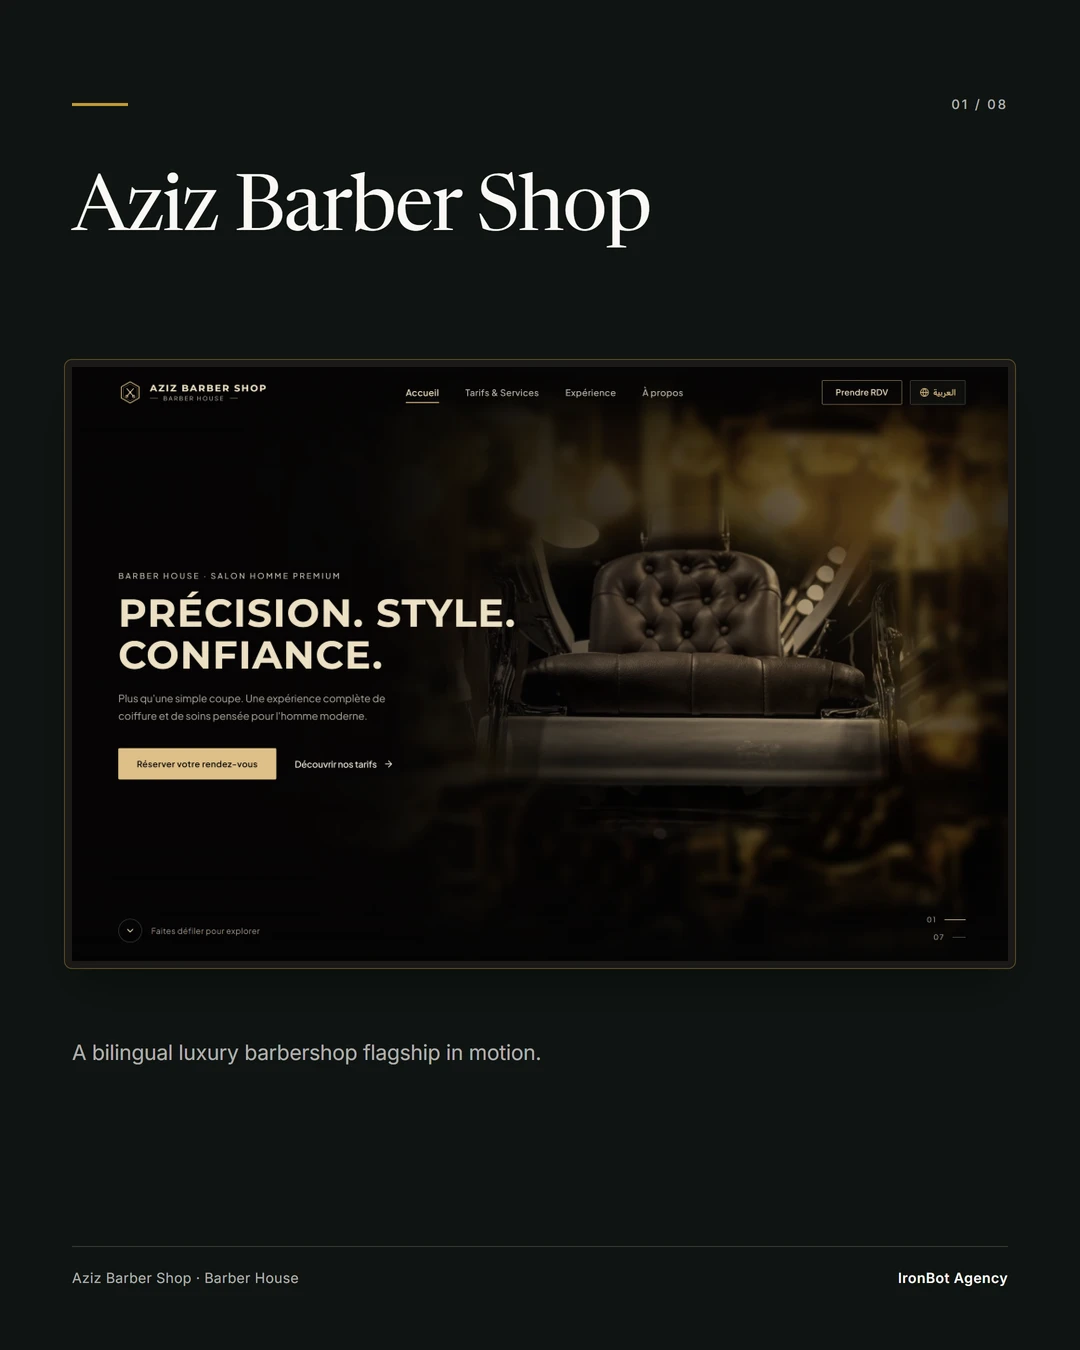 01 / 08
Aziz Barber Shop
AZIZ BARBER SHOP
— BARBER HOUSE —
Accueil Tarifs & Services Expérience À propos
Prendre RDV العربية
BARBER HOUSE · SALON HOMME PREMIUM
PRÉCISION. STYLE.
CONFIANCE.
Plus qu'une simple coupe. Une expérience complète de
coiffure et de soins pensée pour l'homme moderne.
Réserver votre rendez-vous Découvrir nos tarifs →
Faites défiler pour explorer
01
07
A bilingual luxury barbershop flagship in motion.
Aziz Barber Shop · Barber House
IronBot Agency